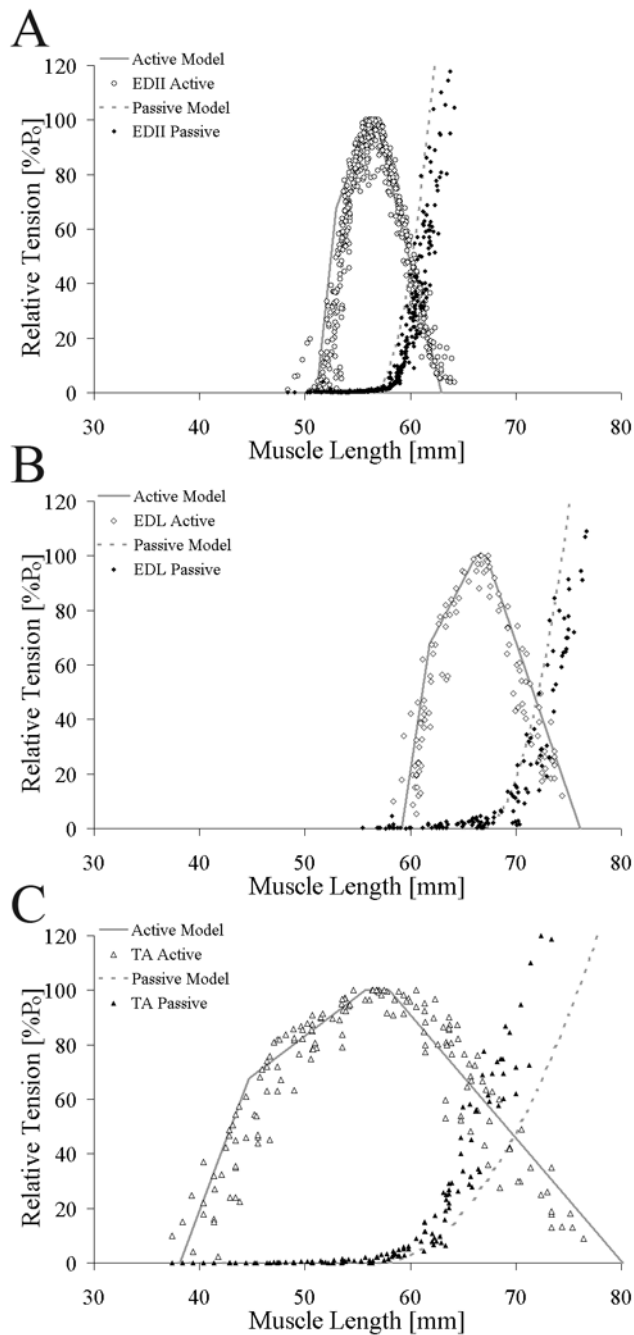 A
Active Model
EDII Active
Passive Model
EDII Passive
Relative Tension [%Po]
120
100
80
60
40
20
0
30 40 50 60 70 80
Muscle Length [mm]
B
Active Model
EDL Active
Passive Model
EDL Passive
Relative Tension [%Po]
120
100
80
60
40
20
0
30 40 50 60 70 80
Muscle Length [mm]
C
Active Model
TA Active
Passive Model
TA Passive
Relative Tension [%Po]
120
100
80
60
40
20
0
30 40 50 60 70 80
Muscle Length [mm]